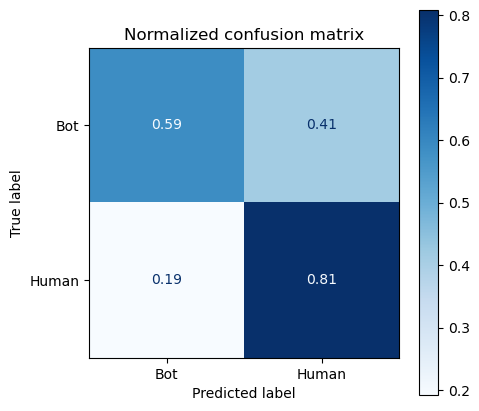 Normalized confusion matrix
0.8
0.7
0.6
0.5
0.4
0.3
0.2
True label
Bot
0.59
0.41
Human
0.19
0.81
Bot
Human
Predicted label